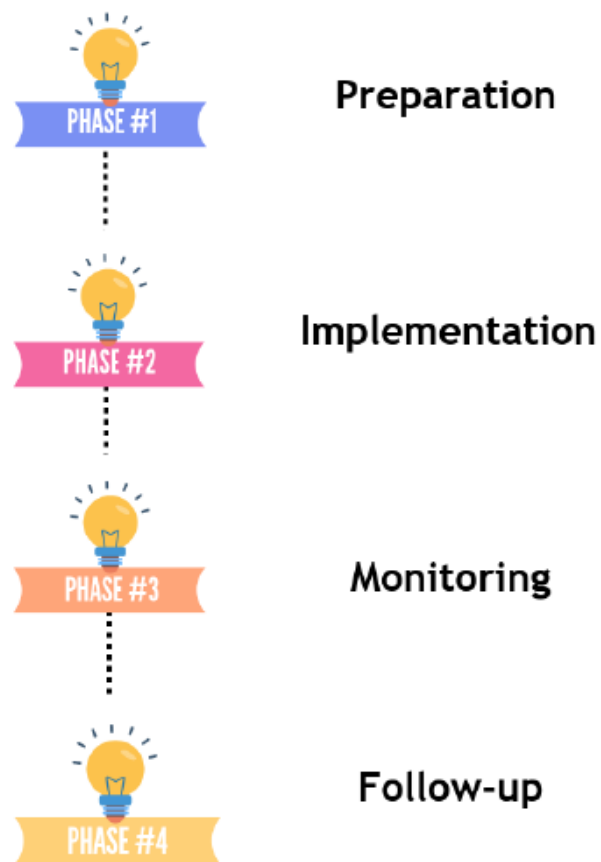 PHASE #1
Preparation
PHASE #2
Implementation
PHASE #3
Monitoring
PHASE #4
Follow-up